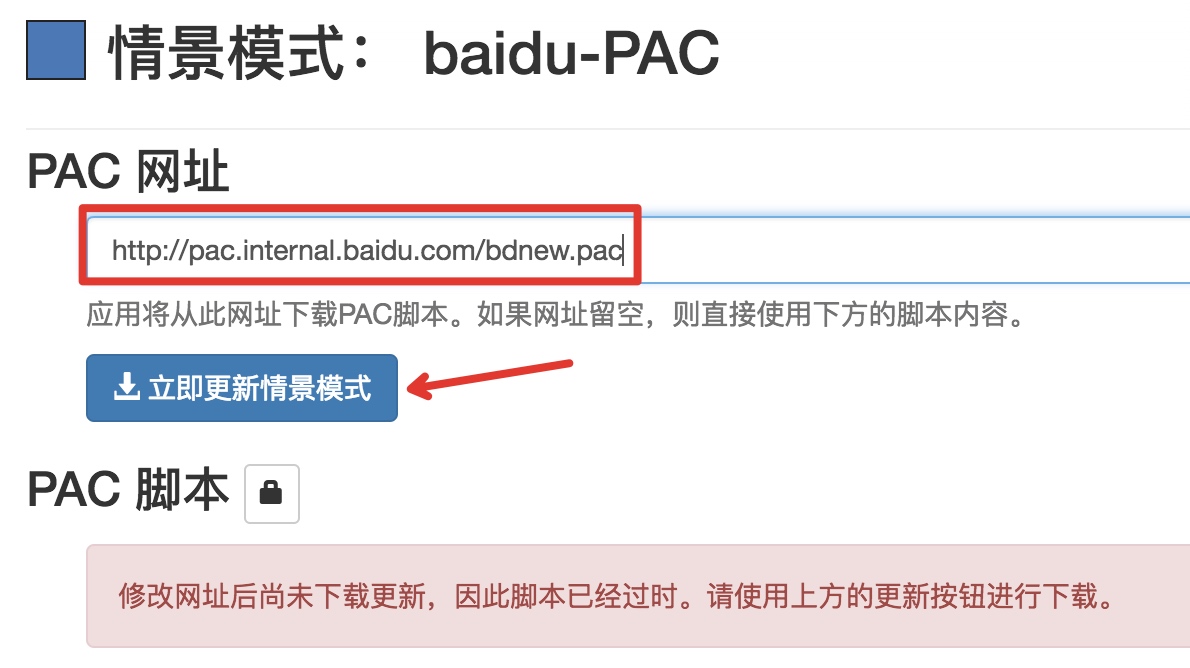 情景模式： baidu-PAC
PAC 网址
http://pac.internal.baidu.com/bdnew.pac
应用将从此网址下载PAC脚本。如果网址留空，则直接使用下方的脚本内容。
立即更新情景模式
PAC 脚本
修改网址后尚未下载更新，因此脚本已经过时。请使用上方的更新按钮进行下载。